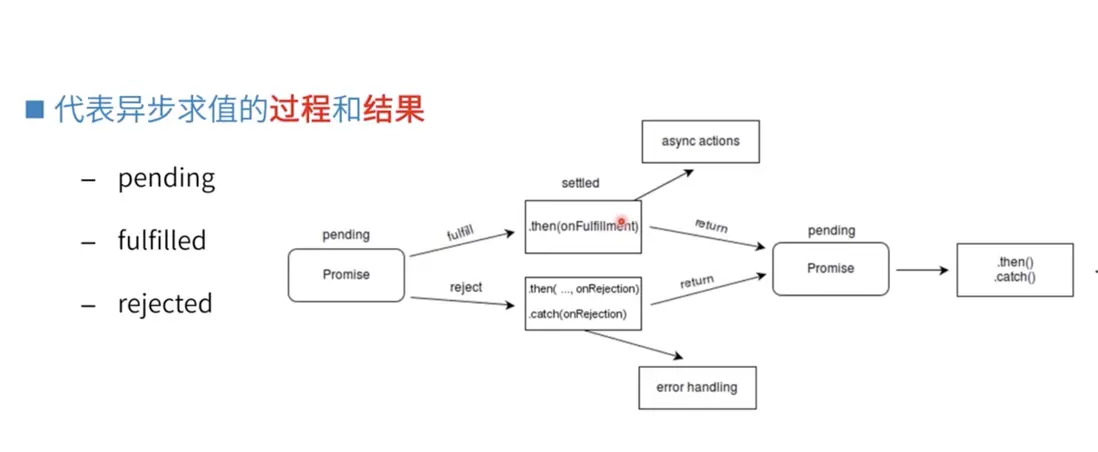 代表异步求值的过程和结果
– pending
– fulfilled
– rejected
async actions
settled
.then(onFulfillment)
fulfill
return
pending
Promise
reject
.then( ..., onRejection)
.catch(onRejection)
return
pending
Promise
.then()
.catch()
error handling